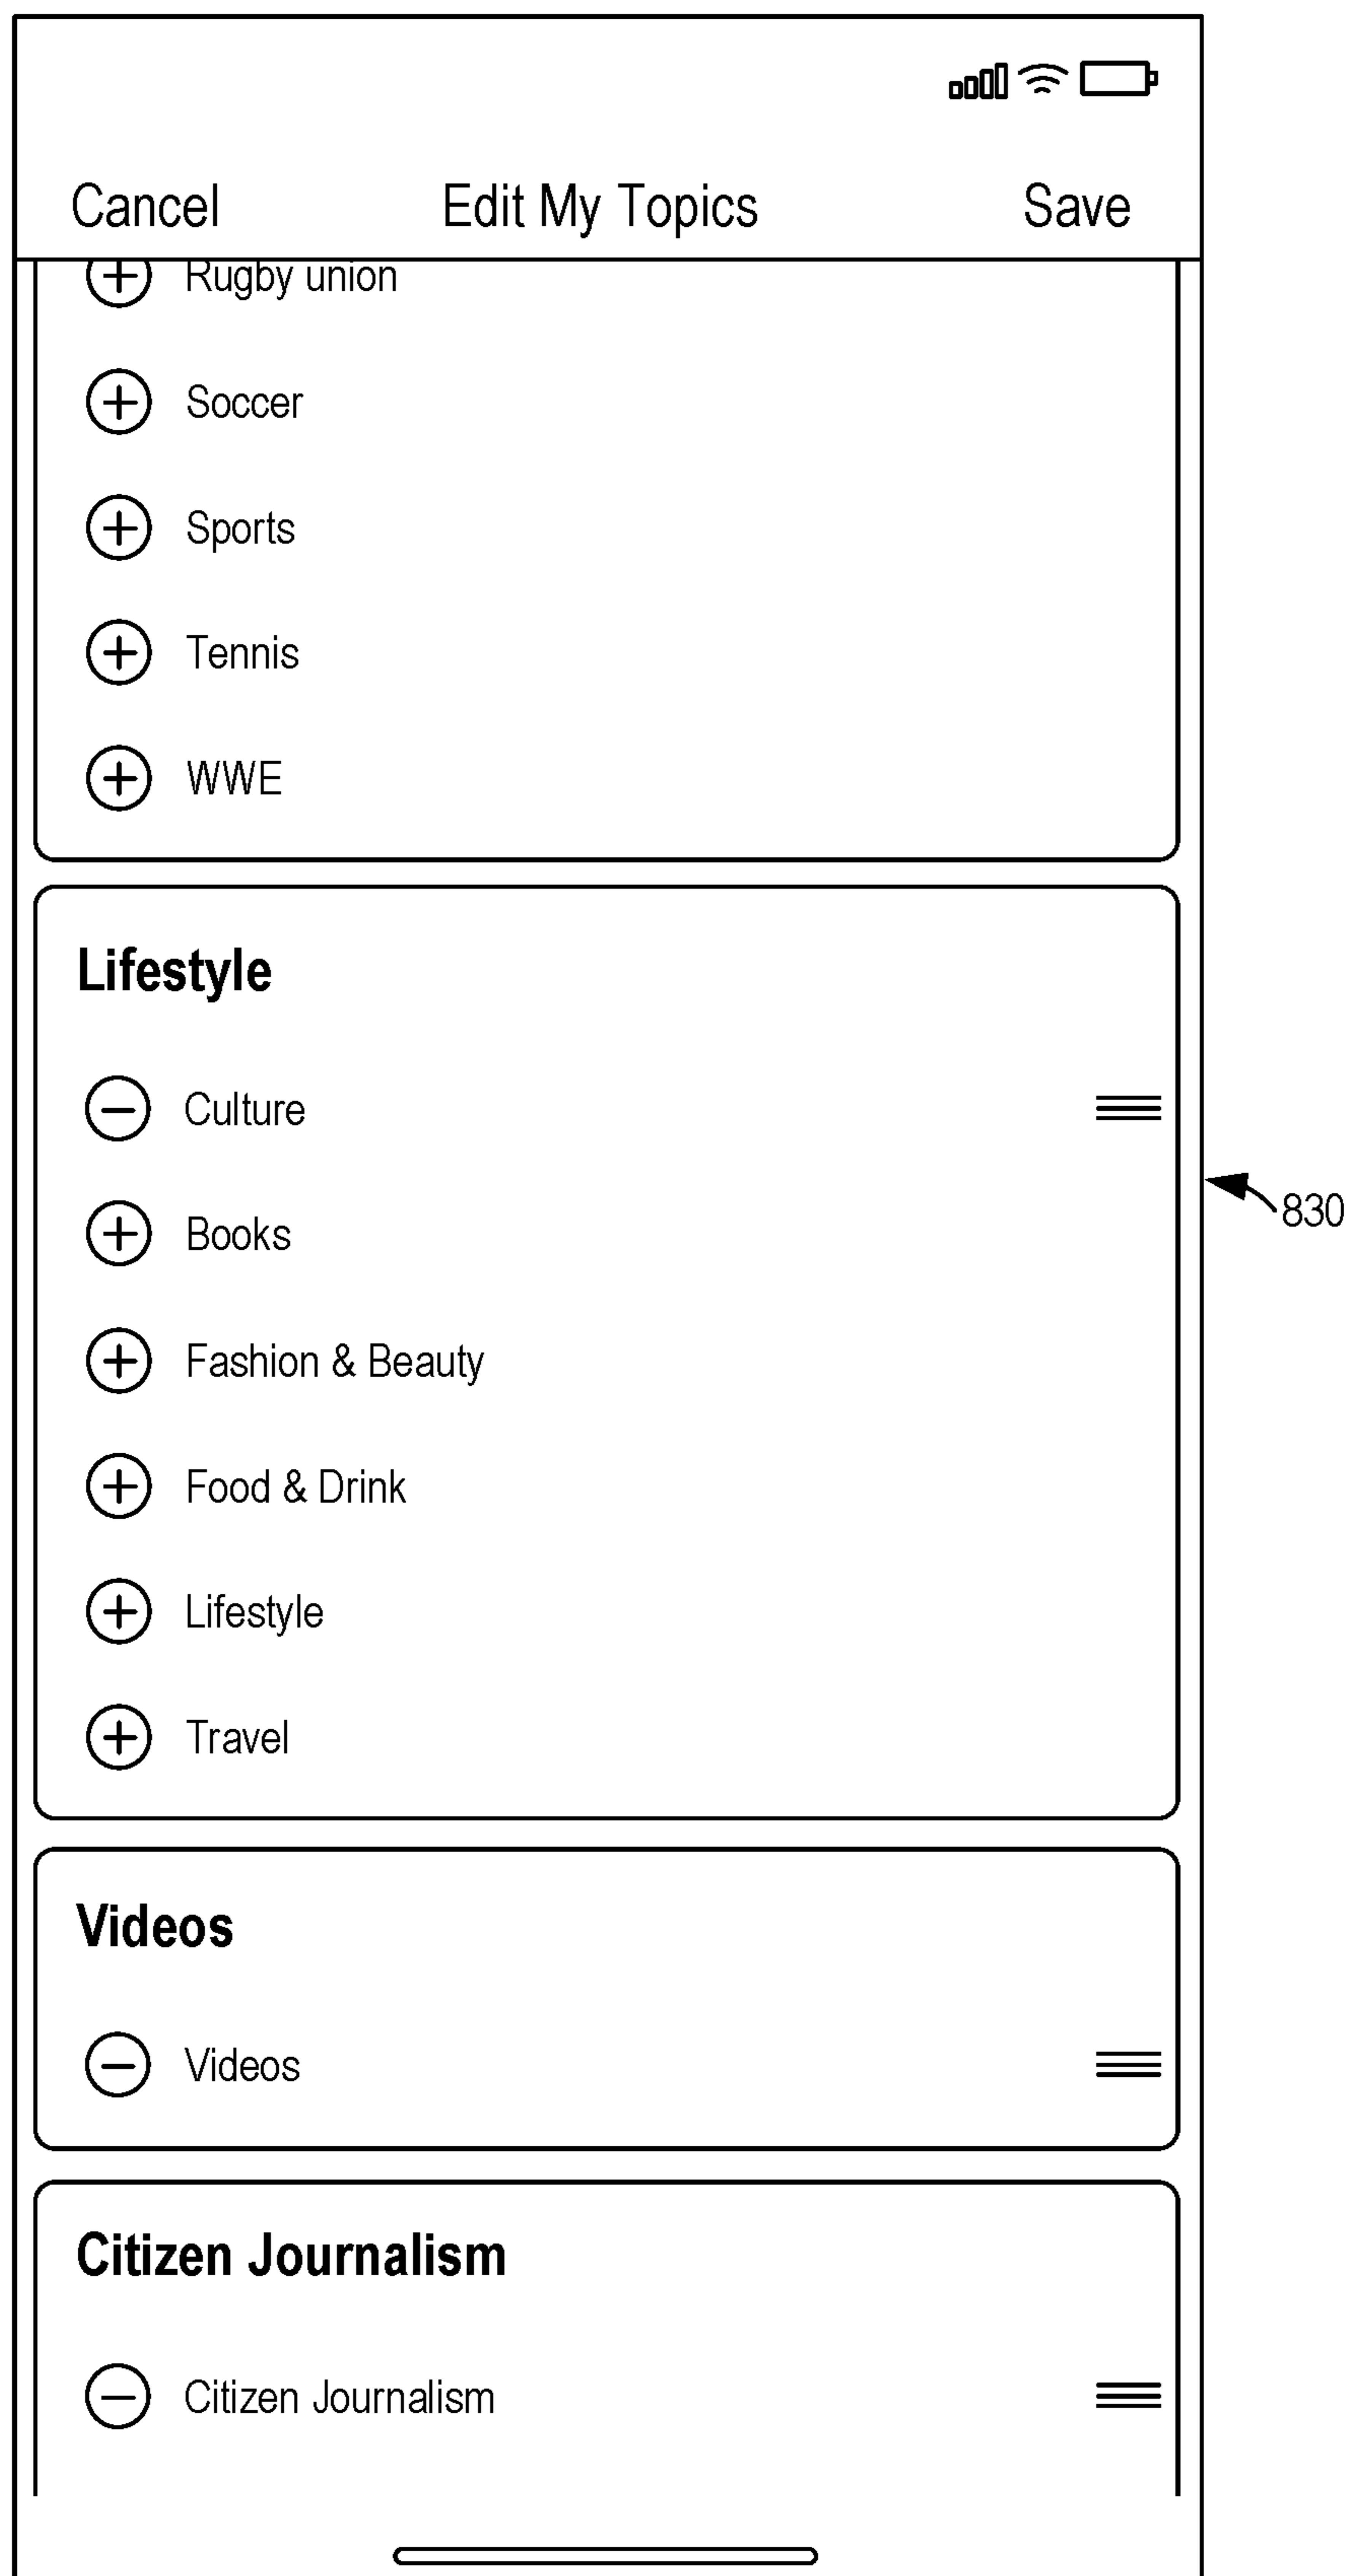 Cancel Edit My Topics Save
Rugby union
Soccer
Sports
Tennis
WWE
Lifestyle
Culture
830
Books
Fashion & Beauty
Food & Drink
Lifestyle
Travel
Videos
Videos
Citizen Journalism
Citizen Journalism